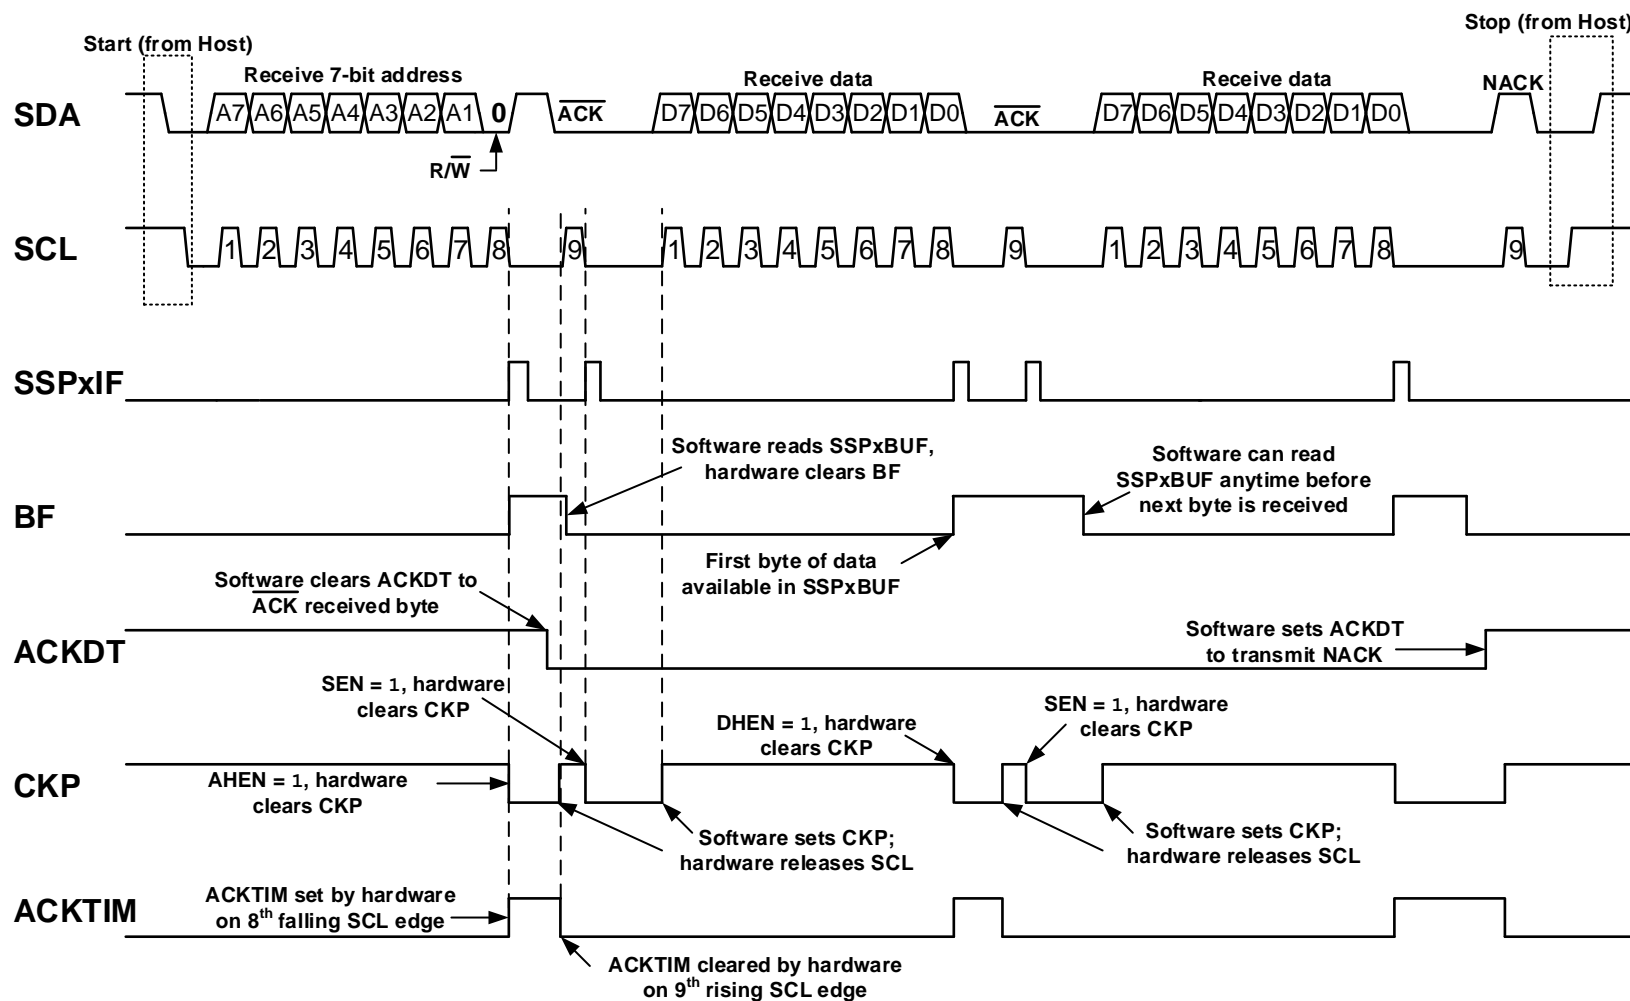 Start (from Host)
Stop (from Host)
Receive 7-bit address
Receive data
Receive data
NACK
SDA
A7 A6 A5 A4 A3 A2 A1 0 ACK D7 D6 D5 D4 D3 D2 D1 D0 ACK D7 D6 D5 D4 D3 D2 D1 D0
R/W
SCL
1 2 3 4 5 6 7 8 9 1 2 3 4 5 6 7 8 9 1 2 3 4 5 6 7 8 9
SSPxIF
Software reads SSPxBUF,
hardware clears BF
Software can read
SSPxBUF anytime before
next byte is received
BF
First byte of data
available in SSPxBUF
Software clears ACKDT to
ACK received byte
ACKDT
Software sets ACKDT
to transmit NACK
SEN = 1, hardware
clears CKP
DHEN = 1, hardware
clears CKP
SEN = 1, hardware
clears CKP
CKP
AHEN = 1, hardware
clears CKP
Software sets CKP;
hardware releases SCL
Software sets CKP;
hardware releases SCL
ACKTIM
ACKTIM set by hardware
on 8th falling SCL edge
ACKTIM cleared by hardware
on 9th rising SCL edge